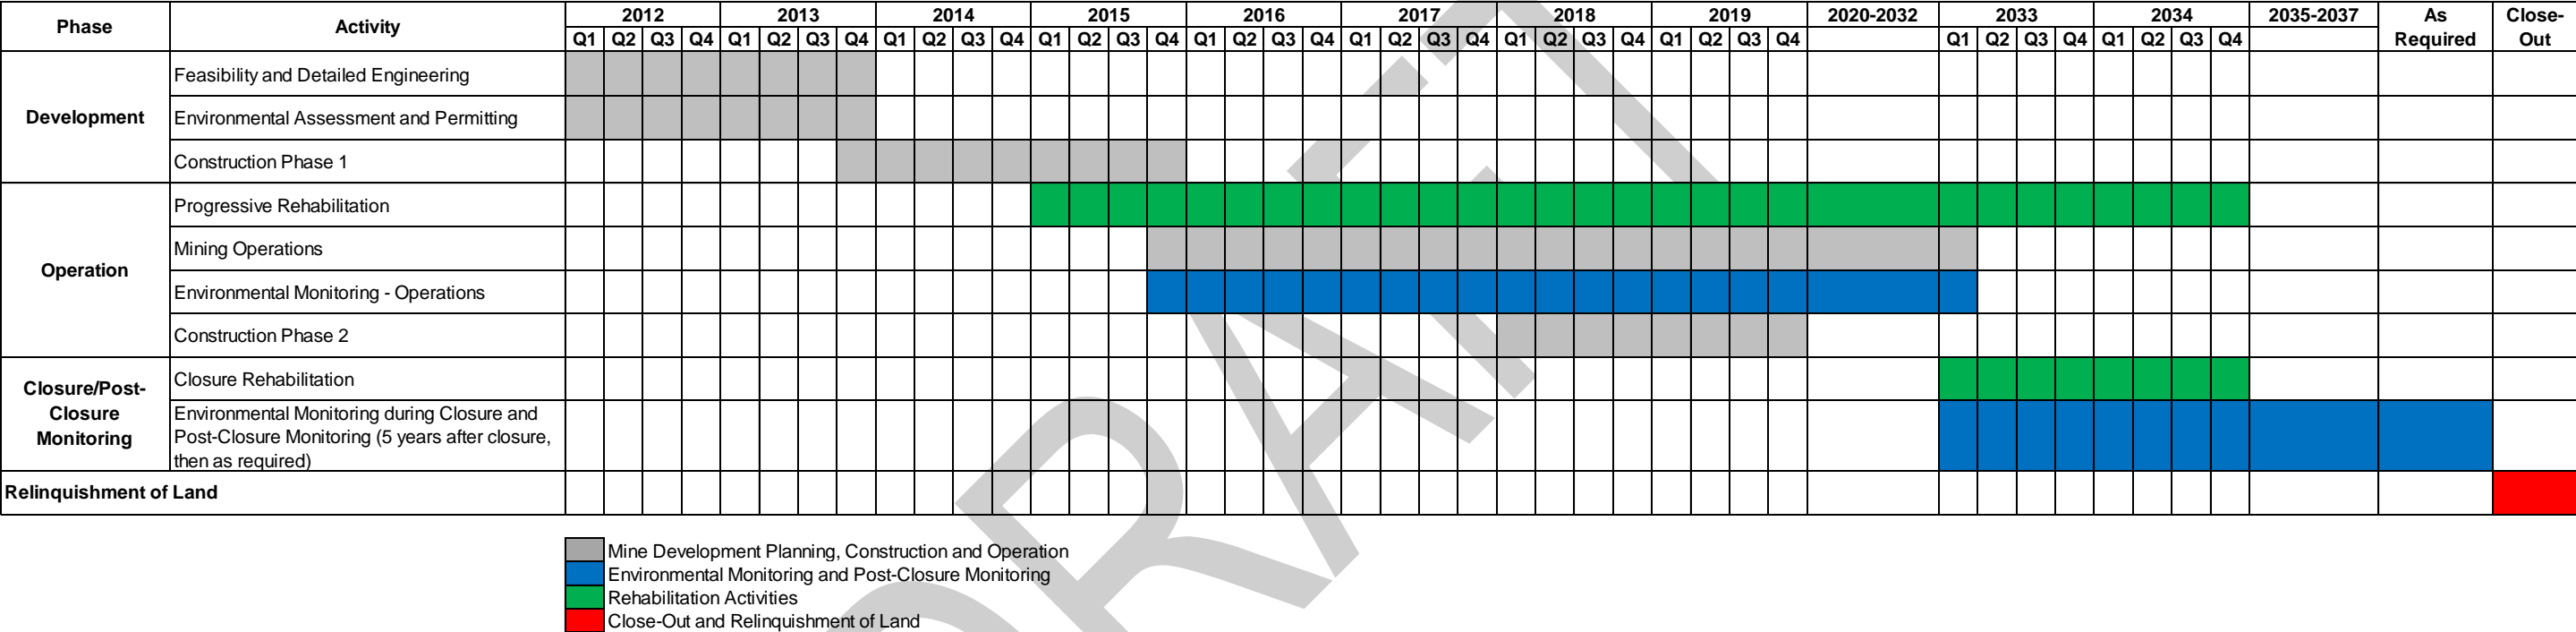 Phase Activity 2012 2013 2014 2015 2016 2017 2018 2019 2020-2032 2033 2034 2035-2037 As Required Close-Out
Q1 Q2 Q3 Q4 Q1 Q2 Q3 Q4 Q1 Q2 Q3 Q4 Q1 Q2 Q3 Q4 Q1 Q2 Q3 Q4 Q1 Q2 Q3 Q4 Q1 Q2 Q3 Q4 Q1 Q2 Q3 Q4 Q1 Q2 Q3 Q4 Q1 Q2 Q3 Q4
Development
Feasibility and Detailed Engineering
Environmental Assessment and Permitting
Construction Phase 1
Operation
Progressive Rehabilitation
Mining Operations
Environmental Monitoring - Operations
Construction Phase 2
Closure/Post-
Closure
Monitoring
Closure Rehabilitation
Environmental Monitoring during Closure and
Post-Closure Monitoring (5 years after closure,
then as required)
Relinquishment of Land
Mine Development Planning, Construction and Operation
Environmental Monitoring and Post-Closure Monitoring
Rehabilitation Activities
Close-Out and Relinquishment of Land
DRAFT